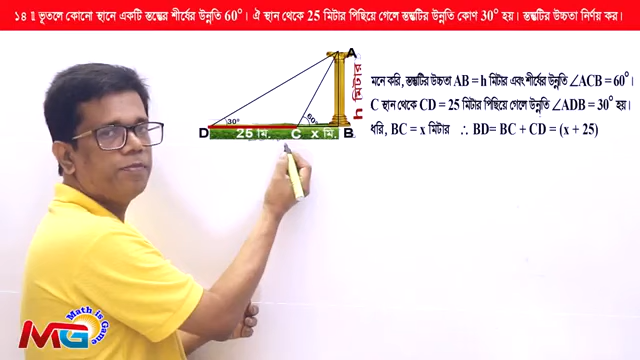 ১৪ ৷ ভূতলে কোনো স্থানে একটি স্তম্ভের শীর্ষের উন্নতি 60°। ঐ স্থান থেকে 25 মিটার পিছিয়ে গেলে স্তম্ভটির উন্নতি কোণ 30° হয়। স্তম্ভটির উচ্চতা নির্ণয় কর।
A
মনে করি, স্তম্ভটির উচ্চতা AB = h মিটার এবং শীর্ষের উন্নতি ∠ACB = 60°।
C স্থান থেকে CD = 25 মিটার পিছিয়ে গেলে উন্নতি ∠ADB = 30° হয়।
ধরি, BC = x মিটার ∴ BD= BC + CD = (x + 25)
h মিটার
30° 60°
D 25 মি. C x মি. B
MG
Math is Game